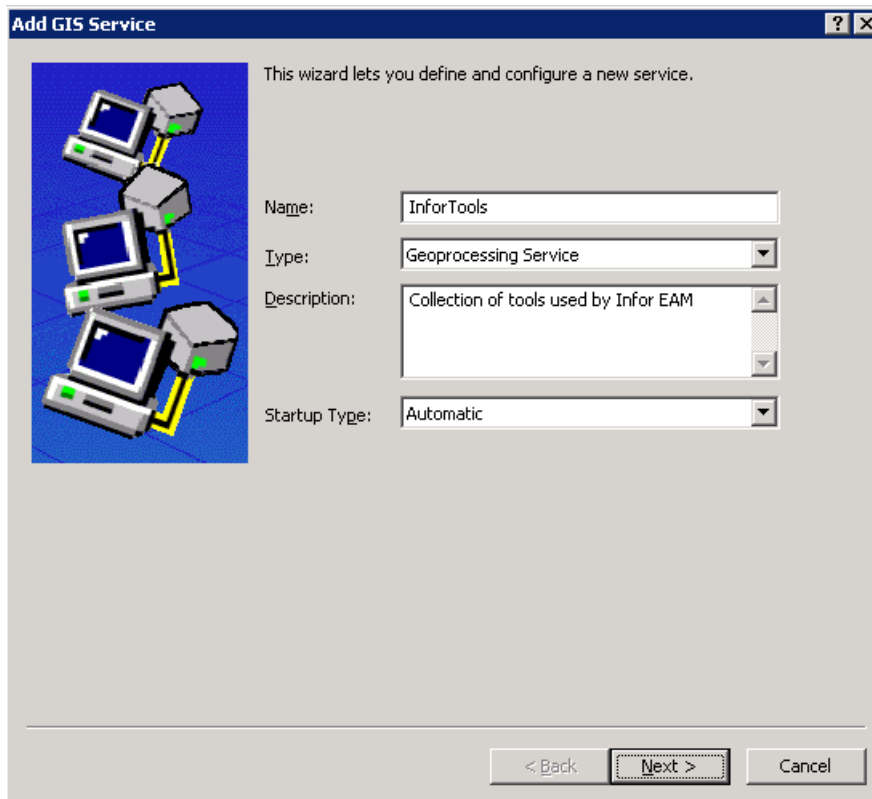 Add GIS Service
This wizard lets you define and configure a new service.
Name:
InforTools
Type:
Geoprocessing Service
Description:
Collection of tools used by Infor EAM
Startup Type:
Automatic
< Back
Next >
Cancel